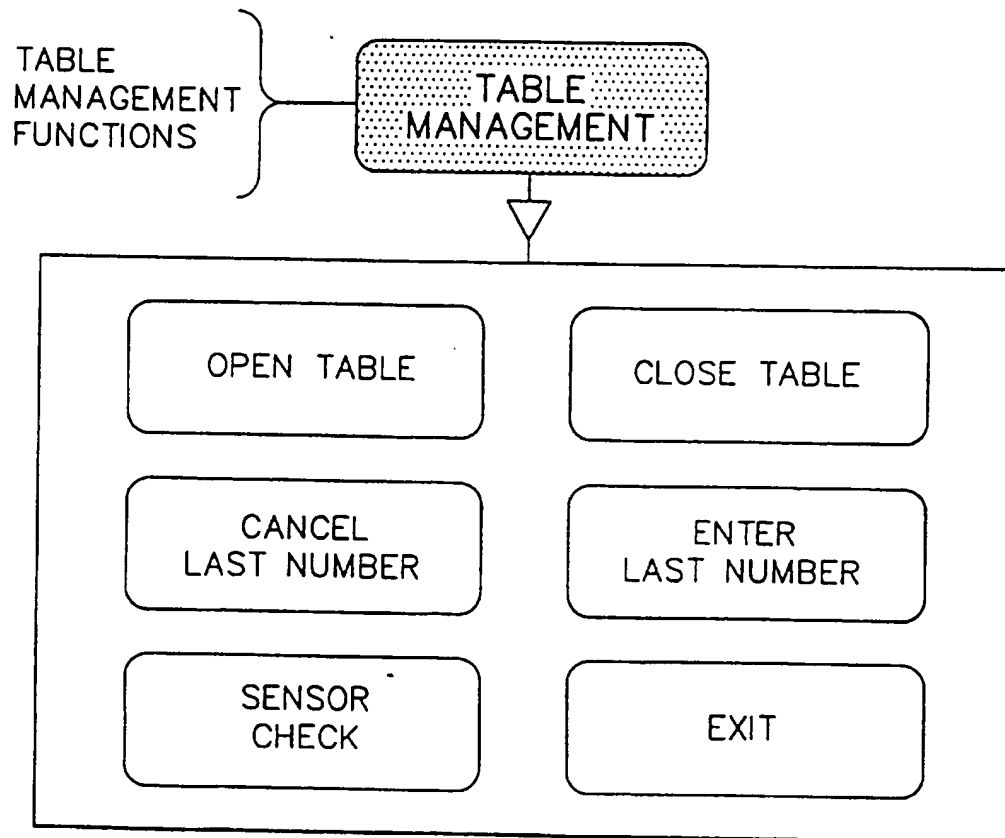 TABLE
MANAGEMENT
FUNCTIONS
TABLE
MANAGEMENT
OPEN TABLE
CLOSE TABLE
CANCEL
LAST NUMBER
ENTER
LAST NUMBER
SENSOR
CHECK
EXIT